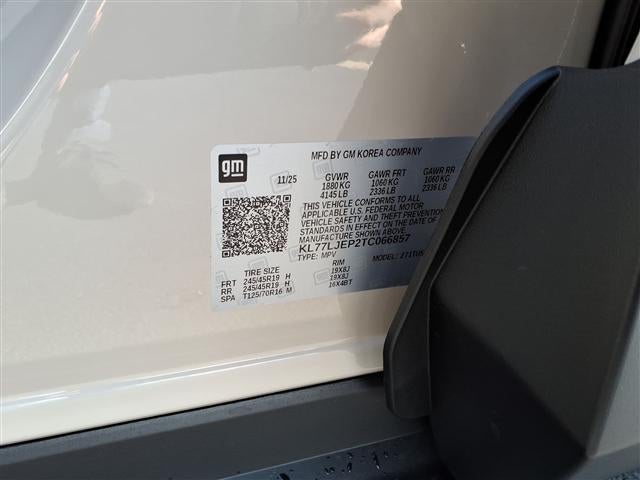 gm
MFD BY GM KOREA COMPANY
11/25 GVWR GAWR FRT GAWR RR
1880 KG 1060 KG 1060 KG
4145 LB 2336 LB 2336 LB
THIS VEHICLE CONFORMS TO ALL
APPLICABLE U.S. FEDERAL MOTOR
VEHICLE SAFETY AND THEFT PREVENTION
STANDARDS IN EFFECT ON THE DATE OF
MANUFACTURE SHOWN ABOVE.
KL77LJEP2TC066857
TYPE: MPV MODEL:
TIRE SIZE RIM
FRT 245/45R19 H 19X8J
RR 245/45R19 H 19X8J
SPA T125/70R16 M 16X4BT